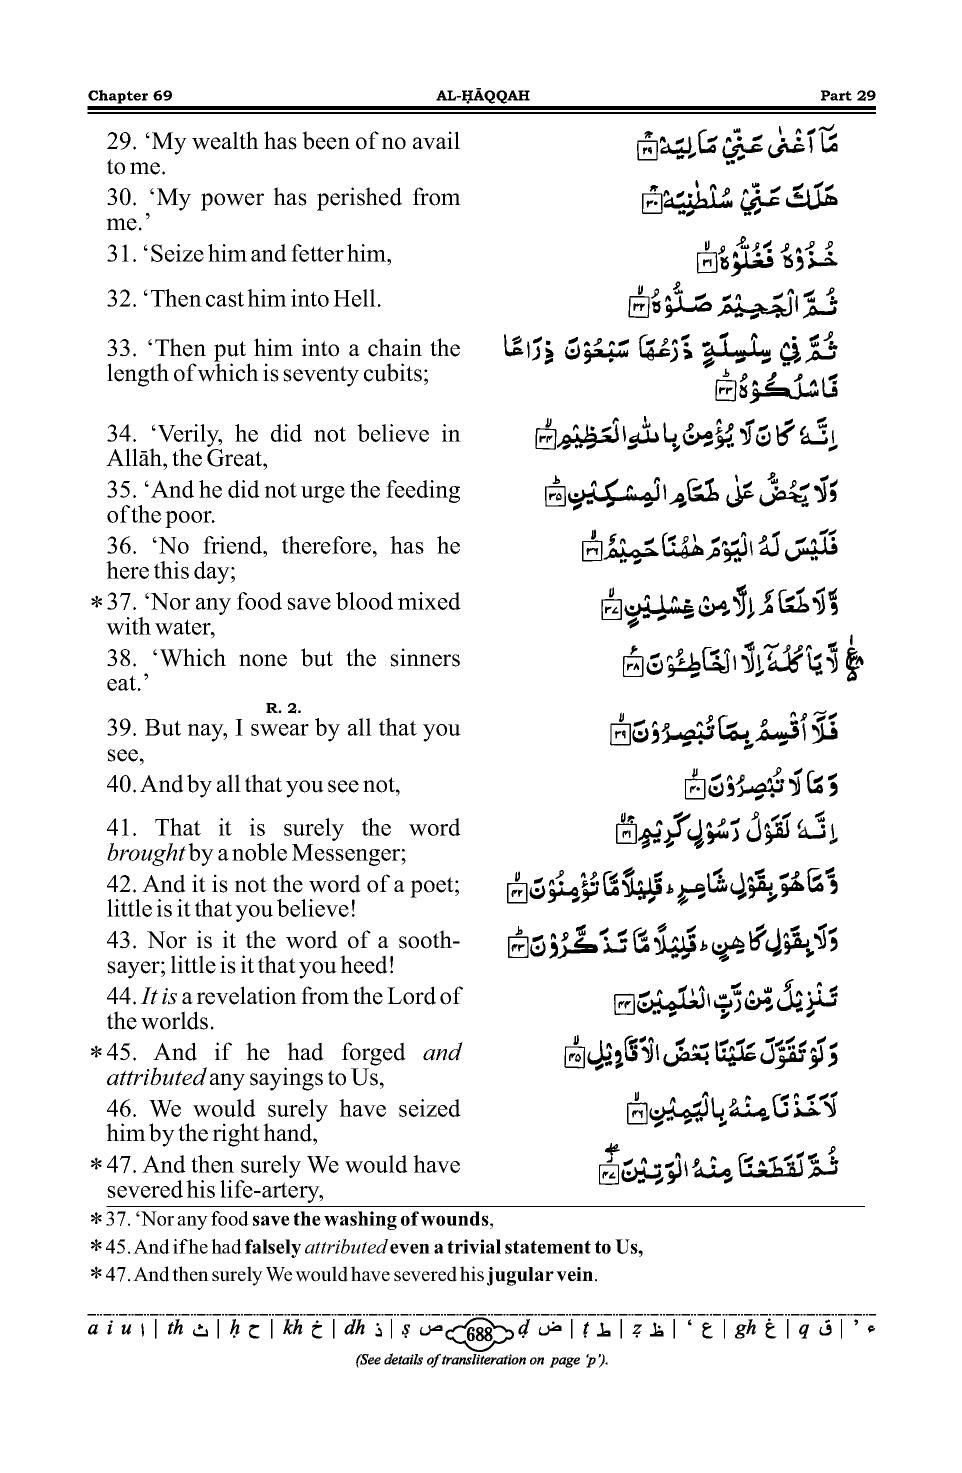 Chapter 69 AL-ḤĀQQAH Part 29
29. ‘My wealth has been of no avail
to me.
مَاۤ اَغْنٰى عَنِّيْ مَالِيَهْ ۚ﴿۲۹﴾
30. ‘My power has perished from
me.’
هَلَكَ عَنِّيْ سُلْطٰنِيَهْ ۚ﴿۳۰﴾
31. ‘Seize him and fetter him,
خُذُوْهُ فَغُلُّوْهُ ۙ﴿۳۱﴾
32. ‘Then cast him into Hell.
ثُمَّ الْجَحِيْمَ صَلُّوْهُ ۙ﴿۳۲﴾
33. ‘Then put him into a chain the
length of which is seventy cubits;
ثُمَّ فِيْ سِلْسِلَةٍ ذَرْعُهَا سَبْعُوْنَ ذِرَاعًا
فَاسْلُكُوْهُ ؕ﴿۳۳﴾
34. ‘Verily, he did not believe in
Allāh, the Great,
اِنَّهٗ كَانَ لَا يُؤْمِنُ بِاللّٰهِ الْعَظِيْمِ ۙ﴿۳۴﴾
35. ‘And he did not urge the feeding
of the poor.
وَلَا يَحُضُّ عَلٰى طَعَامِ الْمِسْكِيْنِ ؕ﴿۳۵﴾
36. ‘No friend, therefore, has he
here this day;
فَلَيْسَ لَهُ الْيَوْمَ هٰهُنَا حَمِيْمٌ ۙ﴿۳۶﴾
*37. ‘Nor any food save blood mixed
with water,
وَّلَا طَعَامٌ اِلَّا مِنْ غِسْلِيْنٍ ۙ﴿۳۷﴾
38. ‘Which none but the sinners
eat.’
لَّا يَاْكُلُهٗۤ اِلَّا الْخَاطِـُٔوْنَ ۧ﴿۳۸﴾
R. 2.
39. But nay, I swear by all that you
see,
فَلَاۤ اُقْسِمُ بِمَا تُبْصِرُوْنَ ۙ﴿۳۹﴾
40. And by all that you see not,
وَمَا لَا تُبْصِرُوْنَ ۙ﴿۴۰﴾
41. That it is surely the word
brought by a noble Messenger;
اِنَّهٗ لَقَوْلُ رَسُوْلٍ كَرِيْمٍ ۚۙ﴿۴۱﴾
42. And it is not the word of a poet;
little is it that you believe!
وَّمَا هُوَ بِقَوْلِ شَاعِرٍ ؕ قَلِيْلًا مَّا تُؤْمِنُوْنَ ۙ﴿۴۲﴾
43. Nor is it the word of a sooth-
sayer; little is it that you heed!
وَلَا بِقَوْلِ كَاهِنٍ ؕ قَلِيْلًا مَّا تَذَكَّرُوْنَ ؕ﴿۴۳﴾
44. It is a revelation from the Lord of
the worlds.
تَنْزِيْلٌ مِّنْ رَّبِّ الْعٰلَمِيْنَ ﴿۴۴﴾
*45. And if he had forged and
attributed any sayings to Us,
وَلَوْ تَقَوَّلَ عَلَيْنَا بَعْضَ الْاَقَاوِيْلِ ۙ﴿۴۵﴾
46. We would surely have seized
him by the right hand,
لَاَخَذْنَا مِنْهُ بِالْيَمِيْنِ ۙ﴿۴۶﴾
*47. And then surely We would have
severed his life-artery,
ثُمَّ لَقَطَعْنَا مِنْهُ الْوَتِيْنَ ۫ۖ﴿۴۷﴾
*37. ‘Nor any food save the washing of wounds,
*45. And if he had falsely attributed even a trivial statement to Us,
*47. And then surely We would have severed his jugular vein.
a i u ا | th ث | ḥ ح | kh خ | dh ذ | ṣ ص 688 ḍ ض | ṭ ط | ẓ ظ | ‘ ع | gh غ | q ق | ’ ء
(See details of transliteration on page ‘p’).